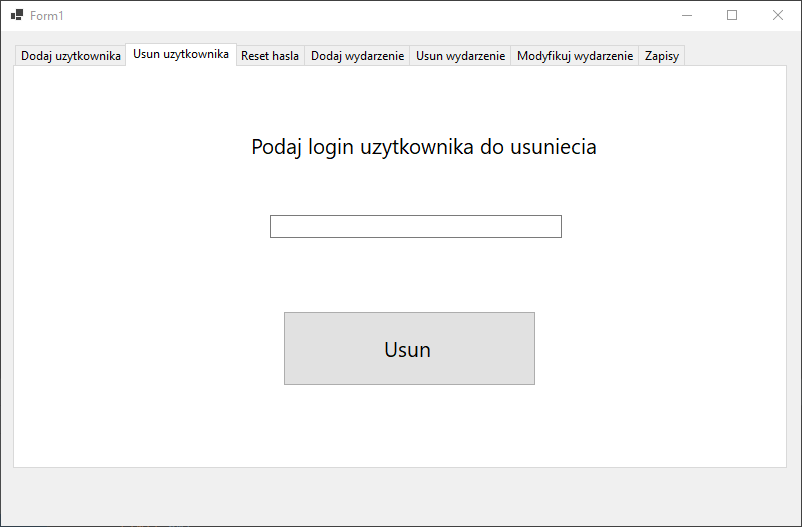 Form1
Dodaj uzytkownika Usun uzytkownika Reset hasla Dodaj wydarzenie Usun wydarzenie Modyfikuj wydarzenie Zapisy
Podaj login uzytkownika do usuniecia
Usun